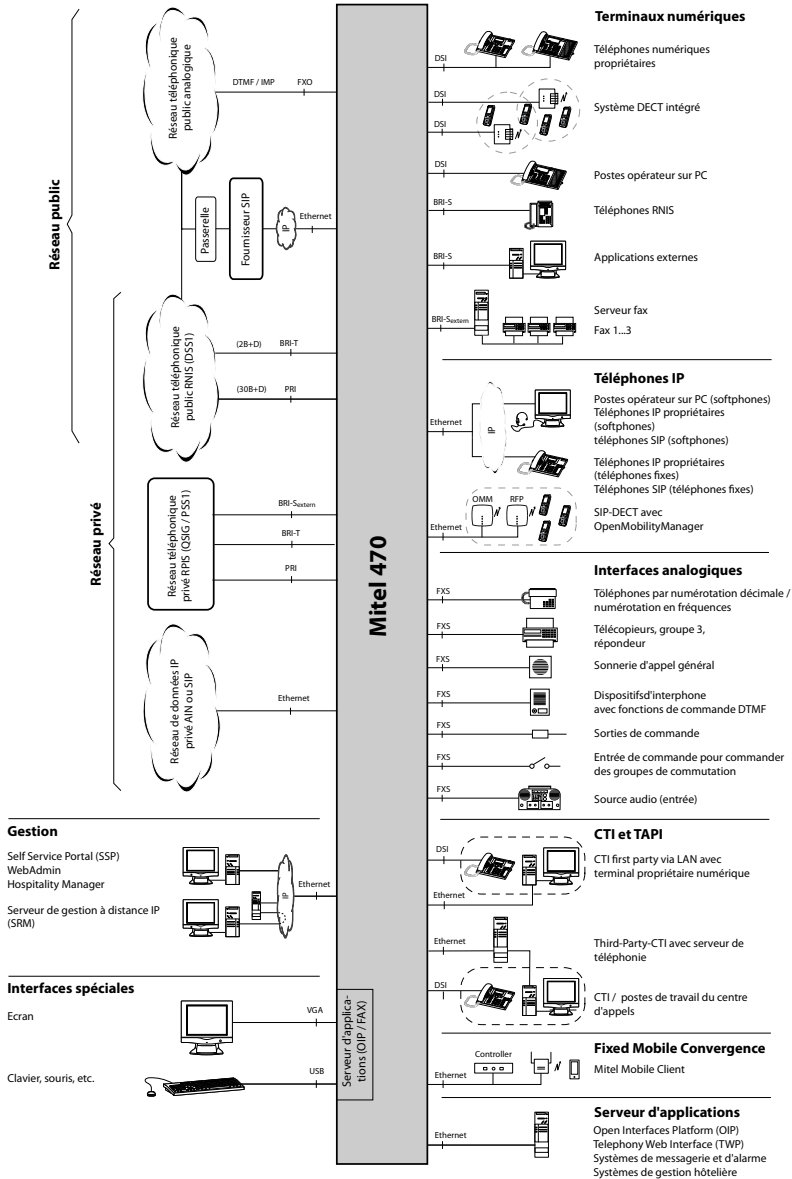 Réseau public
Réseau téléphonique
public analogique
DTMF / IMP
FXO
Passerelle
Fournisseur SIP
IP
Ethernet
Réseau téléphonique
public RNIS (DSS1)
(2B+D)
BRI-T
(30B+D)
PRI
Réseau privé
Réseau téléphonique
privé RPIS (QSIG / PSS1)
BRI-Sextern
BRI-T
PRI
Réseau de données IP
privé AIN ou SIP
Ethernet
Gestion
Self Service Portal (SSP)
WebAdmin
Hospitality Manager
Serveur de gestion à distance IP
(SRM)
IP
Ethernet
Interfaces spéciales
Ecran
VGA
Clavier, souris, etc.
USB
Mitel 470
Serveur d'applica-
tions (OIP / FAX)
Terminaux numériques
DSI
Téléphones numériques
propriétaires
DSI
Système DECT intégré
DSI
DSI
Postes opérateur sur PC
BRI-S
Téléphones RNIS
BRI-S
Applications externes
BRI-Sextern
Serveur fax
Fax 1...3
Téléphones IP
Ethernet
IP
Postes opérateur sur PC (softphones)
Téléphones IP propriétaires
(softphones)
téléphones SIP (softphones)
Téléphones IP propriétaires
(téléphones fixes)
Téléphones SIP (téléphones fixes)
Ethernet
OMM
RFP
SIP-DECT avec
OpenMobilityManager
Interfaces analogiques
FXS
Töléphones par numérotation décimale /
numérotation en fréquences
FXS
Télécopieurs, groupe 3,
répondeur
FXS
Sonnerie d'appel général
FXS
Dispositifsd'interphone
avec fonctions de commande DTMF
FXS
Sorties de commande
FXS
Entrée de commande pour commander
des groupes de commutation
FXS
Source audio (entrée)
CTI et TAPI
DSI
CTI first party via LAN avec
terminal propriétaire numérique
Ethernet
Ethernet
Third-Party-CTI avec serveur de
téléphonie
DSI
CTI / postes de travail du centre
d'appels
Fixed Mobile Convergence
Ethernet
Controller
Mitel Mobile Client
Serveur d'applications
Ethernet
Open Interfaces Platform (OIP)
Telephony Web Interface (TWP)
Systèmes de messagerie et d'alarme
Systèmes de gestion hôtelière